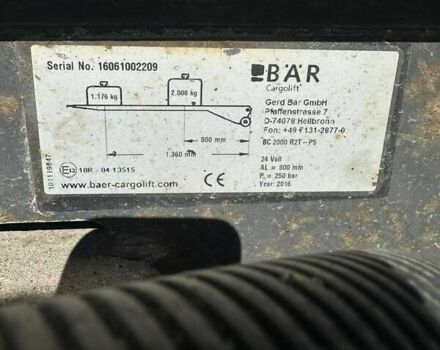 Serial No. 16061002209
1.176 kg
2.000 kg
800 mm
1.360 mm
E13 10R - 04 13515
www.baer-cargolift.com
CE
101119847
BÄR
Cargolift
Gerd Bär GmbH
Pfaffenstrasse 7
D-74078 Heilbronn
Fon: +49 7131-2877-0
BC 2000 R2T - P5
24 Volt
AL = 800 mm
P = 250 bar
Year: 2016